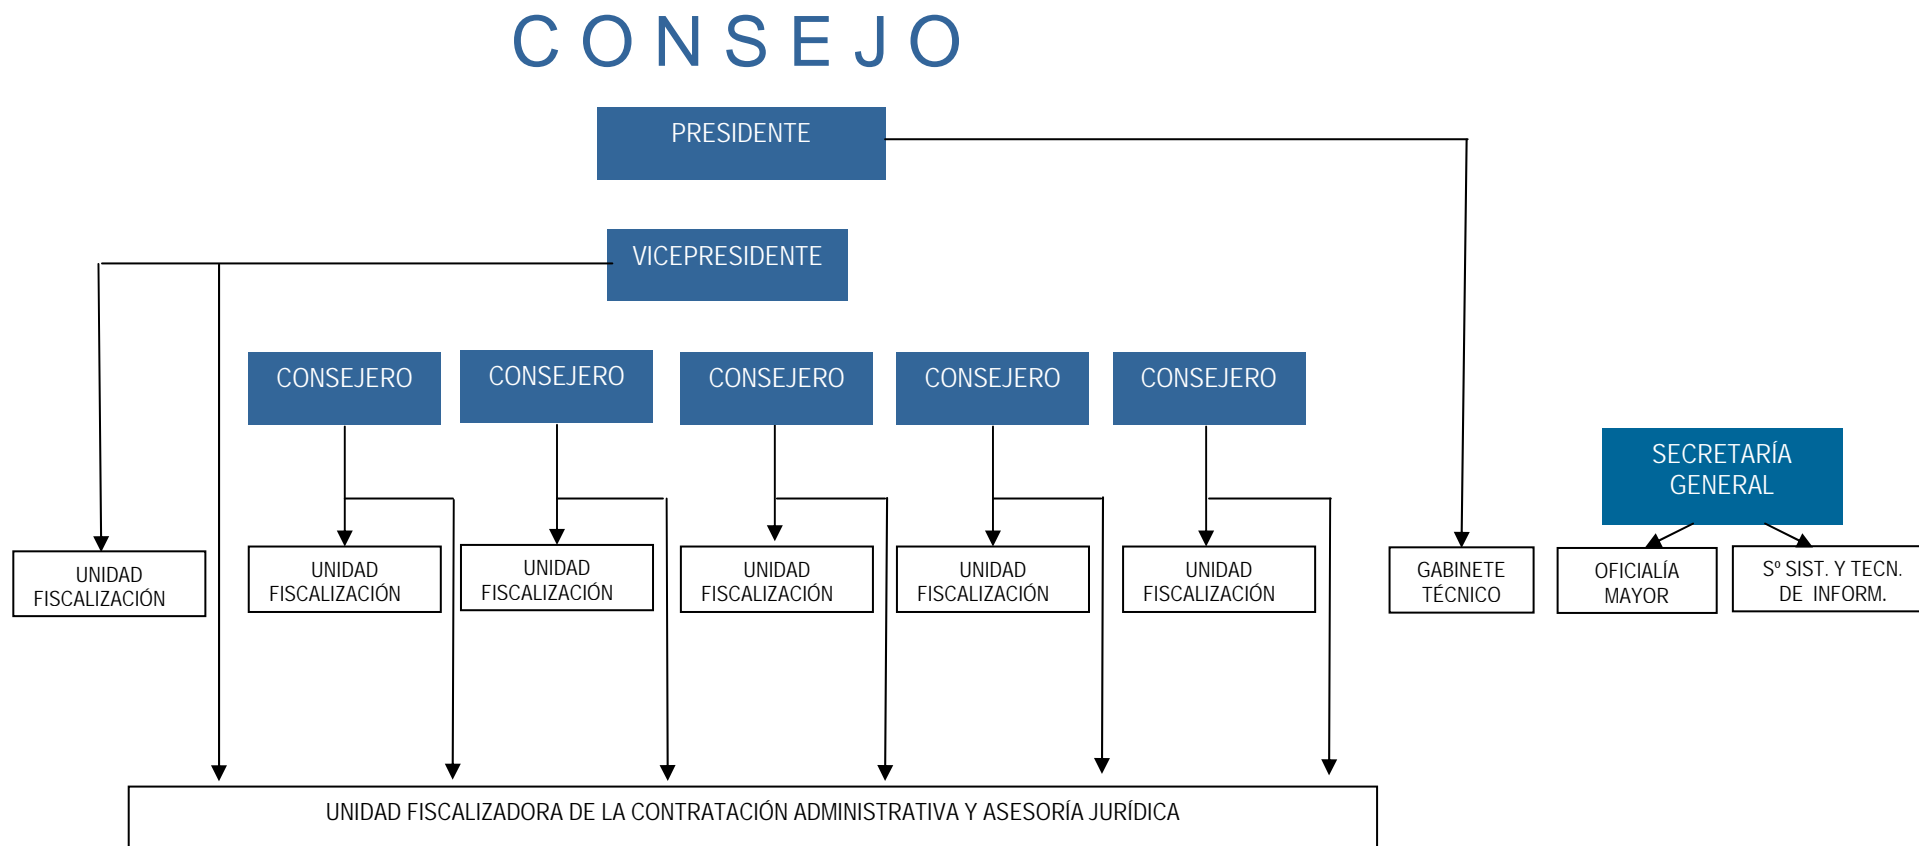 CONSEJO
PRESIDENTE
VICEPRESIDENTE
CONSEJERO
CONSEJERO
CONSEJERO
CONSEJERO
CONSEJERO
SECRETARÍA
GENERAL
UNIDAD
FISCALIZACIÓN
UNIDAD
FISCALIZACIÓN
UNIDAD
FISCALIZACIÓN
UNIDAD
FISCALIZACIÓN
UNIDAD
FISCALIZACIÓN
UNIDAD
FISCALIZACIÓN
GABINETE
TÉCNICO
OFICIALÍA
MAYOR
Sº SIST. Y TECN.
DE INFORM.
UNIDAD FISCALIZADORA DE LA CONTRATACIÓN ADMINISTRATIVA Y ASESORÍA JURÍDICA